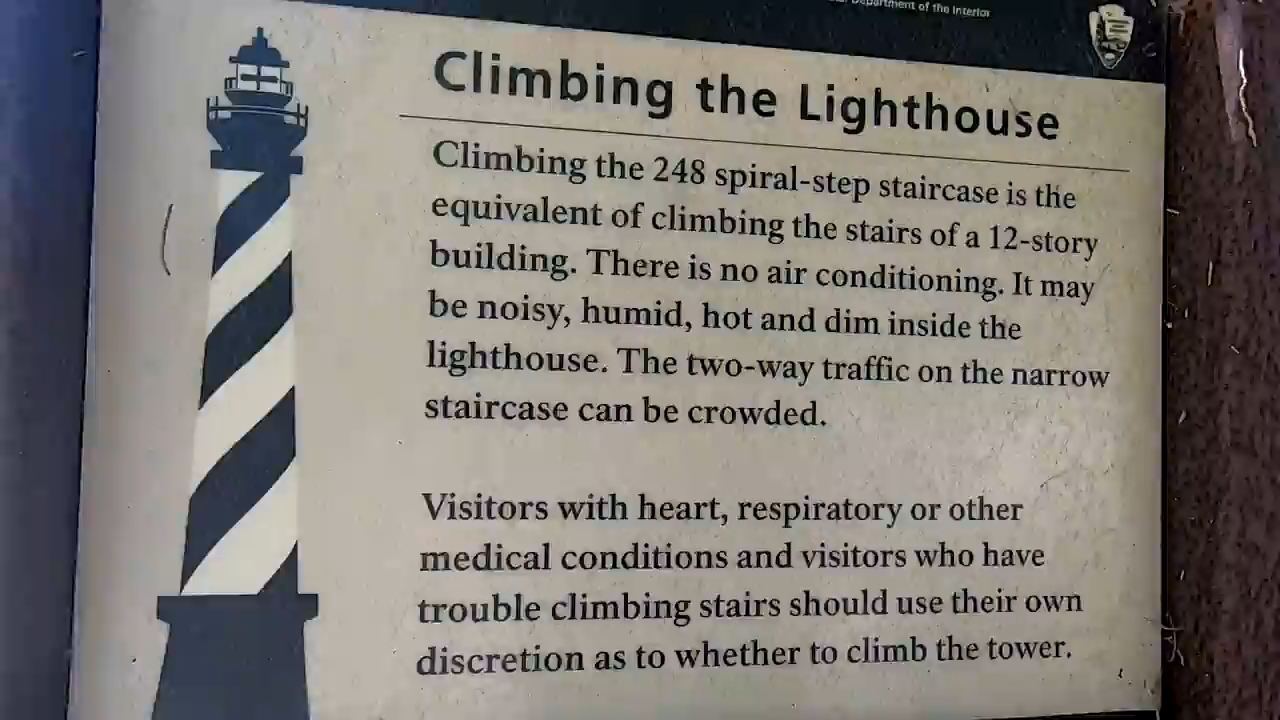 Department of the Interior
Climbing the Lighthouse
Climbing the 248 spiral-step staircase is the
equivalent of climbing the stairs of a 12-story
building. There is no air conditioning. It may
be noisy, humid, hot and dim inside the
lighthouse. The two-way traffic on the narrow
staircase can be crowded.
Visitors with heart, respiratory or other
medical conditions and visitors who have
trouble climbing stairs should use their own
discretion as to whether to climb the tower.